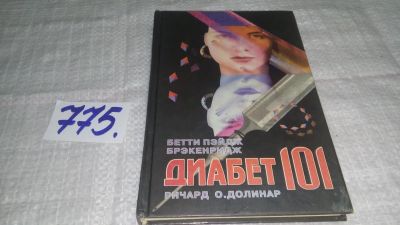 775.
БЕТТИ ПЭЙДЖ
БРЭКЕНРИДЖ
ДИАБЕТ 101
РИЧАРД О.ДОЛИНАР